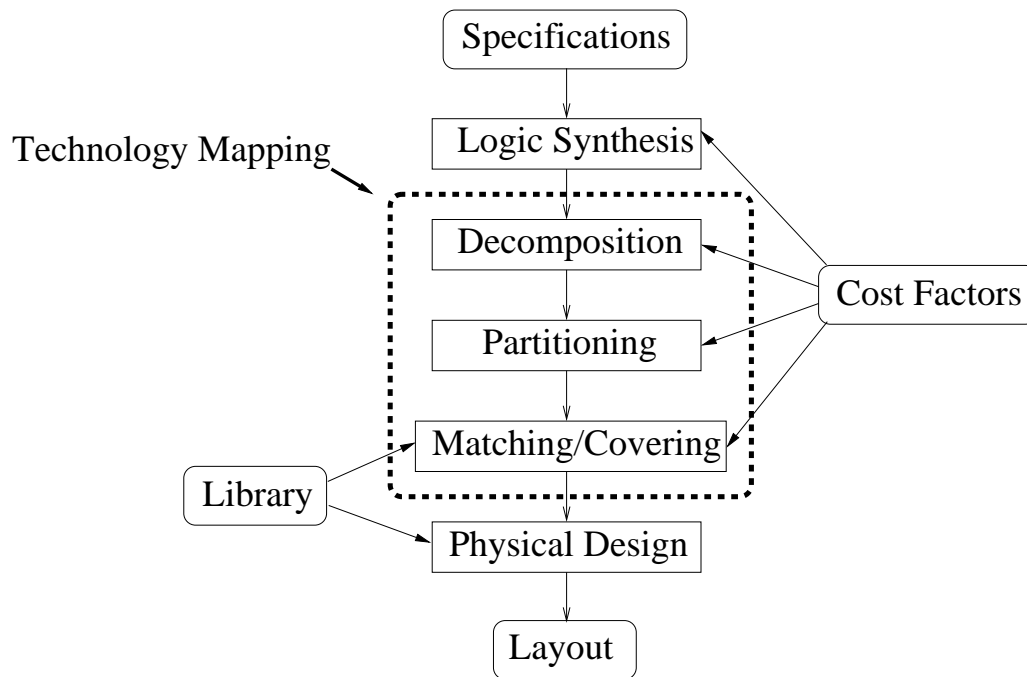 Specifications
Logic Synthesis
Technology Mapping
Decomposition
Cost Factors
Partitioning
Matching/Covering
Library
Physical Design
Layout